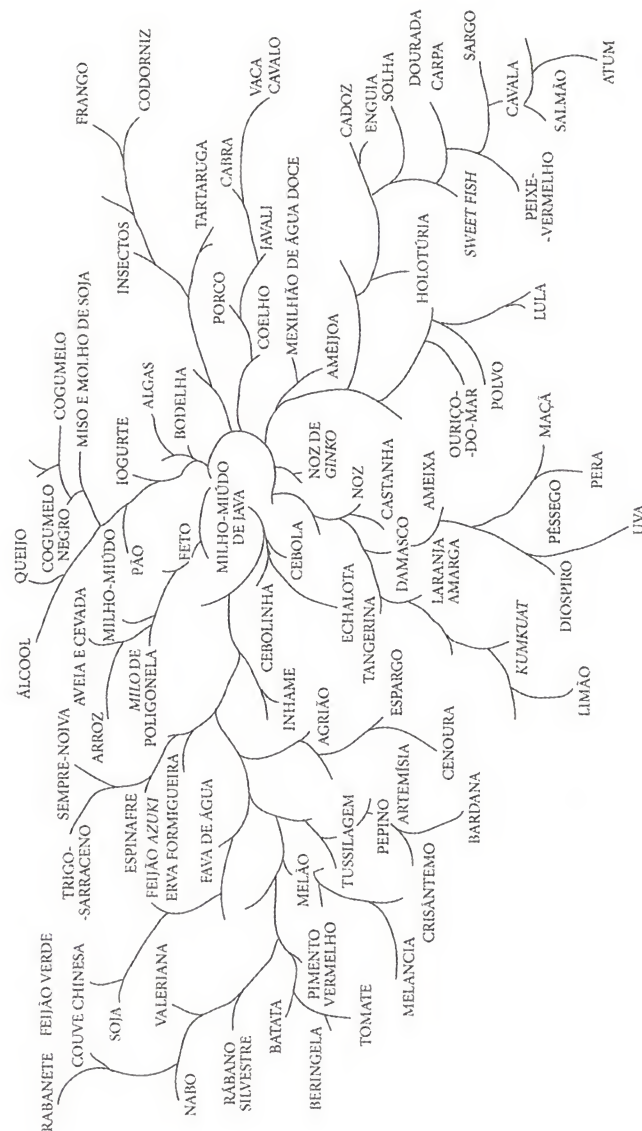 ÁLCOOL
QUEIJO
COGUMELO
NEGRO
COGUMELO
MISO E MOLHO DE SOJA
IOGURTE
ALGAS
BODELHA
INSECTOS
FRANGO
CODORNIZ
TARTARUGA
PORCO
CABRA
VACA
CAVALO
JAVALI
COELHO
MEXILHÃO DE ÁGUA DOCE
AMÊIJOA
CADOZ
ENGUIA
SOLHA
DOURADA
CARPA
SARGO
CAVALA
SALMÃO
ATUM
SWEET FISH
PEIXE-
-VERMELHO
HOLOTÚRIA
LULA
POLVO
OURIÇO-
-DO-MAR
RABANETE
FEIJÃO VERDE
COUVE CHINESA
SOJA
VALERIANA
NABO
RÁBANO
SILVESTRE
TRIGO-
-SARRACENO
SEMPRE-NOIVA
ARROZ
AVEIA E CEVADA
MILHO-MIÚDO
PÃO
MILO DE
POLIGONELA
FETO
MILHO-MIÚDO
DE JAVA
ESPINAFRE
FEIJÃO AZUKI
ERVA FORMIGUEIRA
FAVA DE ÁGUA
CEBOLINHA
INHAME
CEBOLA
ECHALOTA
NOZ DE
GINKO
NOZ
CASTANHA
DAMASCO
AMEIXA
TANGERINA
LARANJA
AMARGA
MAÇÃ
PÊSSEGO
PERA
DIOSPIRO
UVA
KUMKUAT
LIMÃO
AGRIÃO
ESPARGO
CENOURA
TUSSILAGEM
PEPINO
ARTEMÍSIA
BARDANA
CRISÂNTEMO
MELÃO
MELANCIA
PIMENTO
VERMELHO
BATATA
BERINGELA
TOMATE